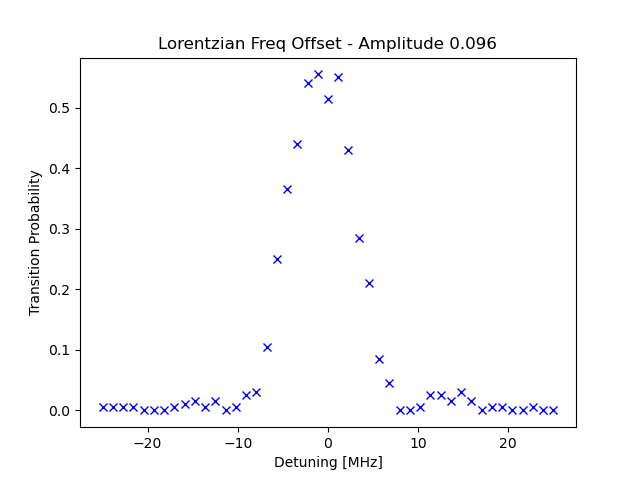 Lorentzian Freq Offset - Amplitude 0.096
Transition Probability
0.5
0.4
0.3
0.2
0.1
0.0
−20 −10 0 10 20
Detuning [MHz]